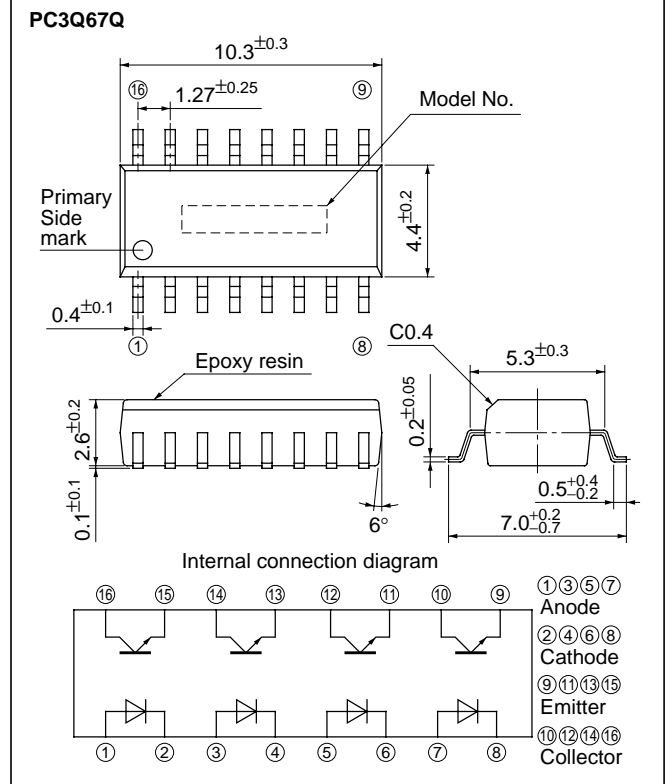 PC3Q67Q
10.3±0.3
⑯ 1.27±0.25 ⑨
Model No.
Primary
Side
mark
4.4±0.2
0.4±0.1
① ⑧
Epoxy resin
C0.4
5.3±0.3
2.6±0.2
0.2±0.05
0.1±0.1
6°
0.5+0.4−0.2
7.0+0.2−0.7
Internal connection diagram
⑯ ⑮ ⑭ ⑬ ⑫ ⑪ ⑩ ⑨
① ② ③ ④ ⑤ ⑥ ⑦ ⑧
①③⑤⑦
Anode
②④⑥⑧
Cathode
⑨⑪⑬⑮
Emitter
⑩⑫⑭⑯
Collector